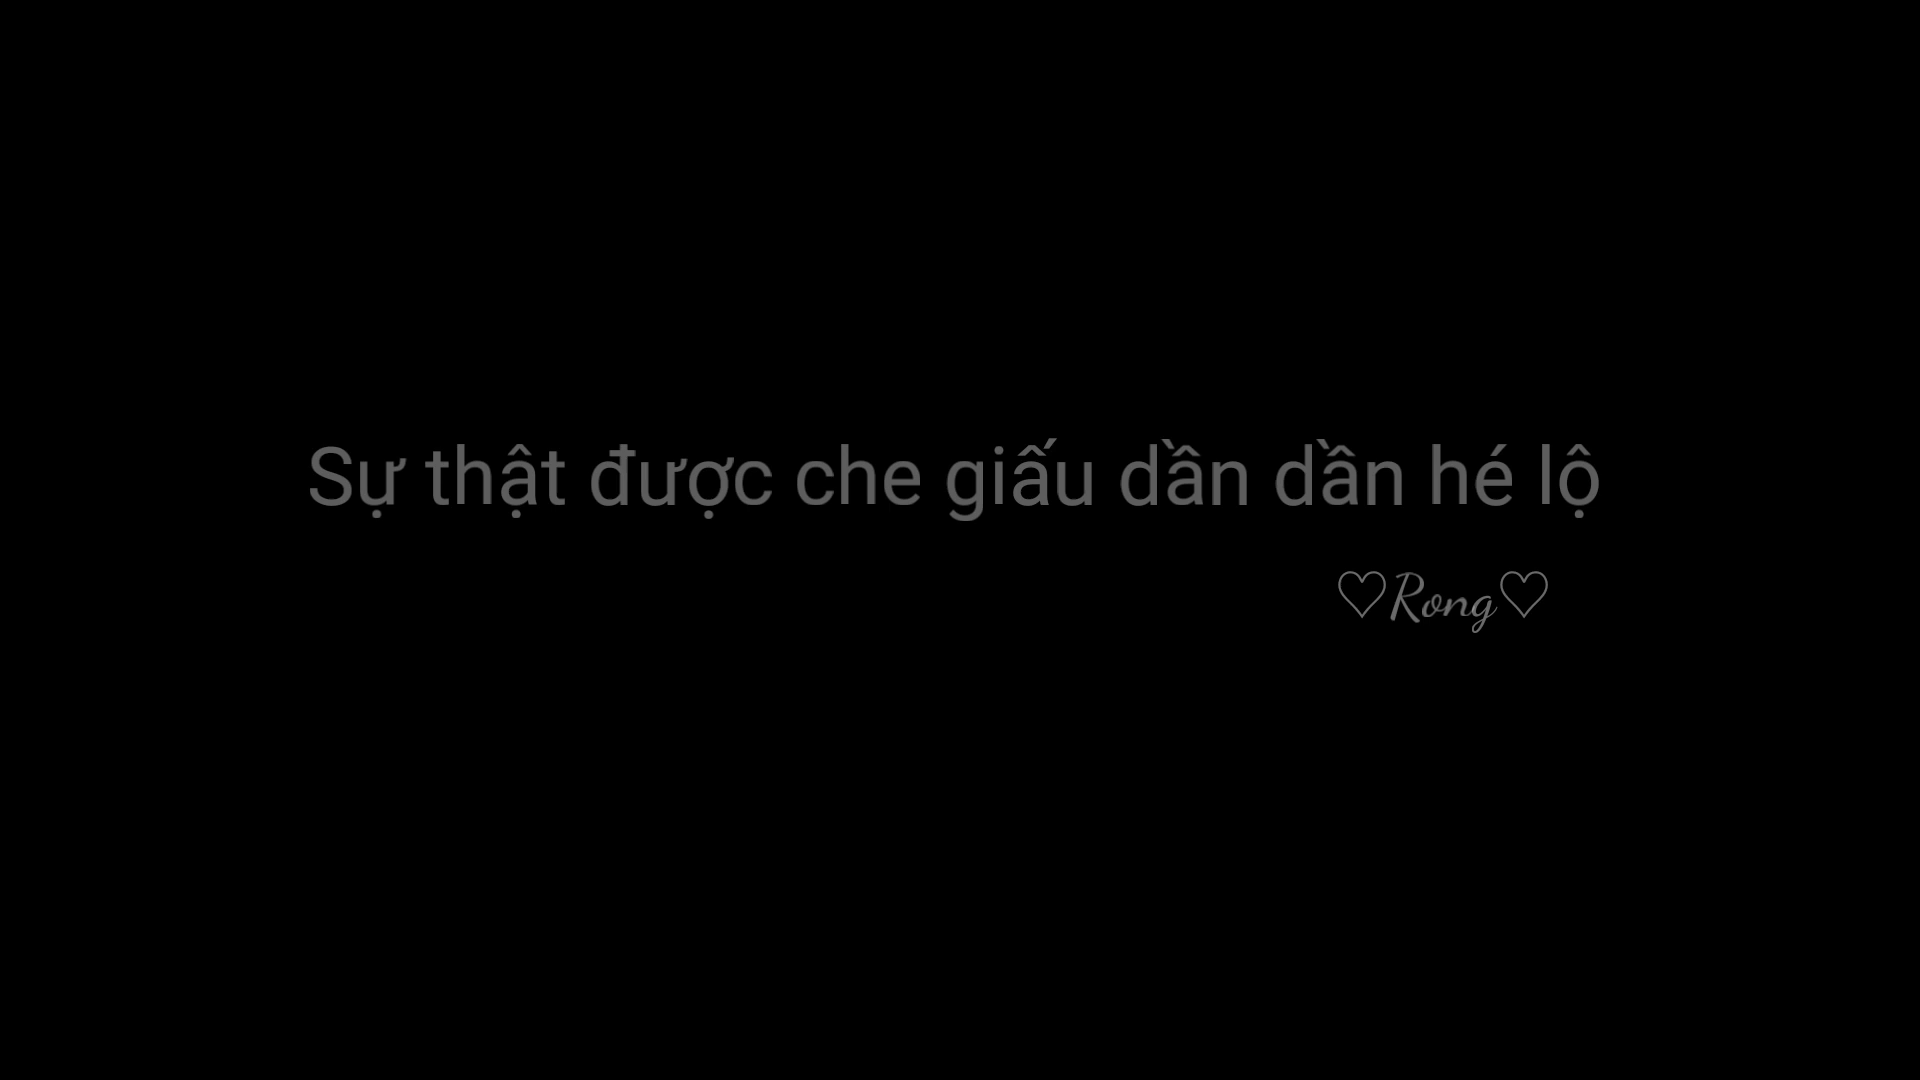 Sự thật được che giấu dần dần hé lộ
♡Rong♡